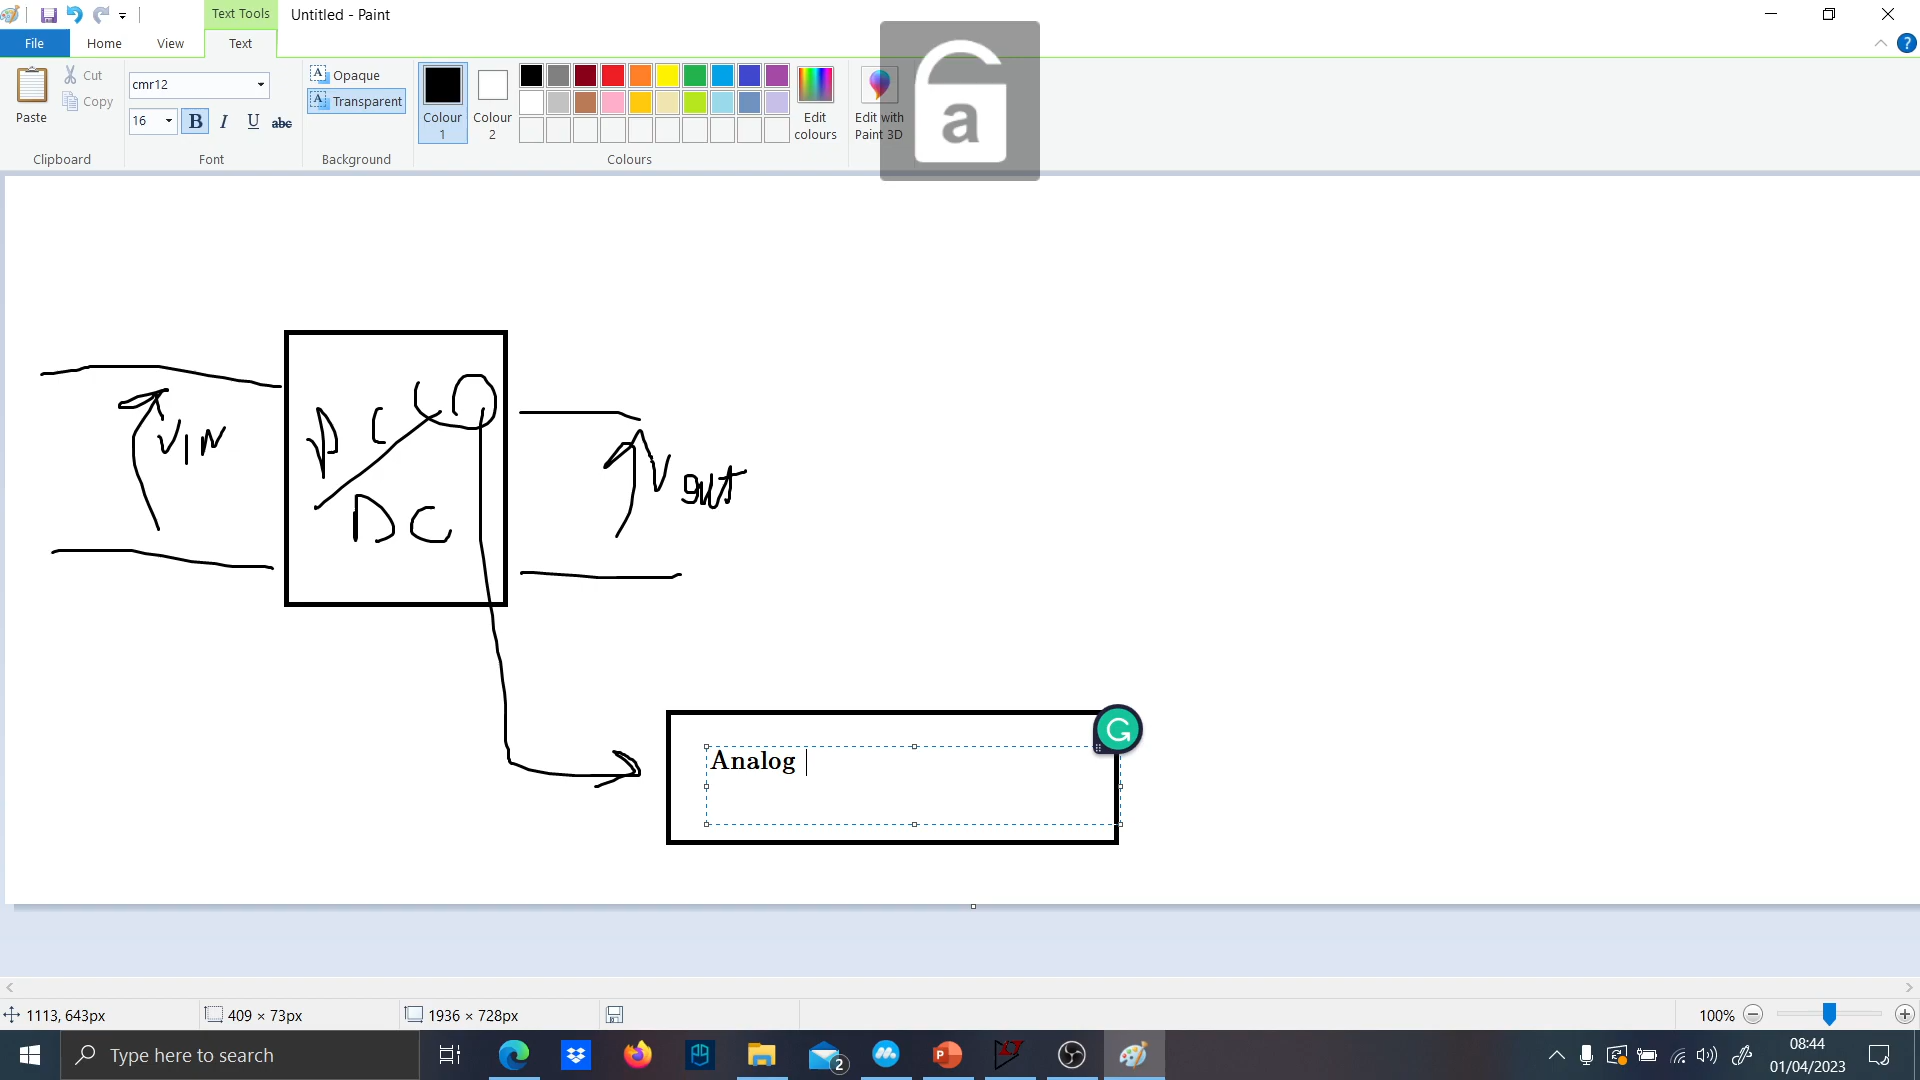 Text Tools
Untitled - Paint
File
Home
View
Text
Paste
Cut
Copy
Clipboard
cmr12
16
B I U abc
Font
Opaque
Transparent
Background
Colour 1
Colour 2
Edit colours
Colours
Edit with Paint 3D
a
VIN
DC
DC
V out
Analog
G
1113, 643px
409 × 73px
1936 × 728px
100%
Type here to search
2
08:44
01/04/2023